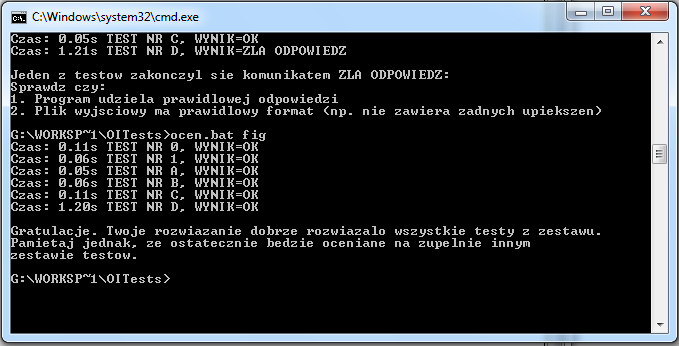 C:\Windows\system32\cmd.exe
Czas: 0.05s TEST NR C, WYNIK=OK
Czas: 1.21s TEST NR D, WYNIK=ZLA ODPOWIEDZ
Jeden z testow zakonczyl sie komunikatem ZLA ODPOWIEDZ:
Sprawdz czy:
1. Program udziela prawidlowej odpowiedzi
2. Plik wyjsciowy ma prawidlowy format (np. nie zawiera zadnych upiekszen)
G:\WORKSP~1\OITests>ocen.bat fig
Czas: 0.11s TEST NR 0, WYNIK=OK
Czas: 0.06s TEST NR 1, WYNIK=OK
Czas: 0.05s TEST NR A, WYNIK=OK
Czas: 0.06s TEST NR B, WYNIK=OK
Czas: 0.11s TEST NR C, WYNIK=OK
Czas: 1.20s TEST NR D, WYNIK=OK
Gratulacje. Twoje rozwiazanie dobrze rozwiazalo wszystkie testy z zestawu.
Pamietaj jednak, ze ostatecznie bedzie oceniane na zupelnie innym
zestawie testow.
G:\WORKSP~1\OITests>